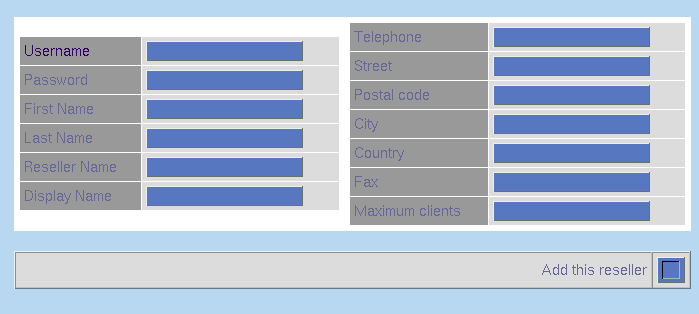 Username
Password
First Name
Last Name
Reseller Name
Display Name
Telephone
Street
Postal code
City
Country
Fax
Maximum clients
Add this reseller